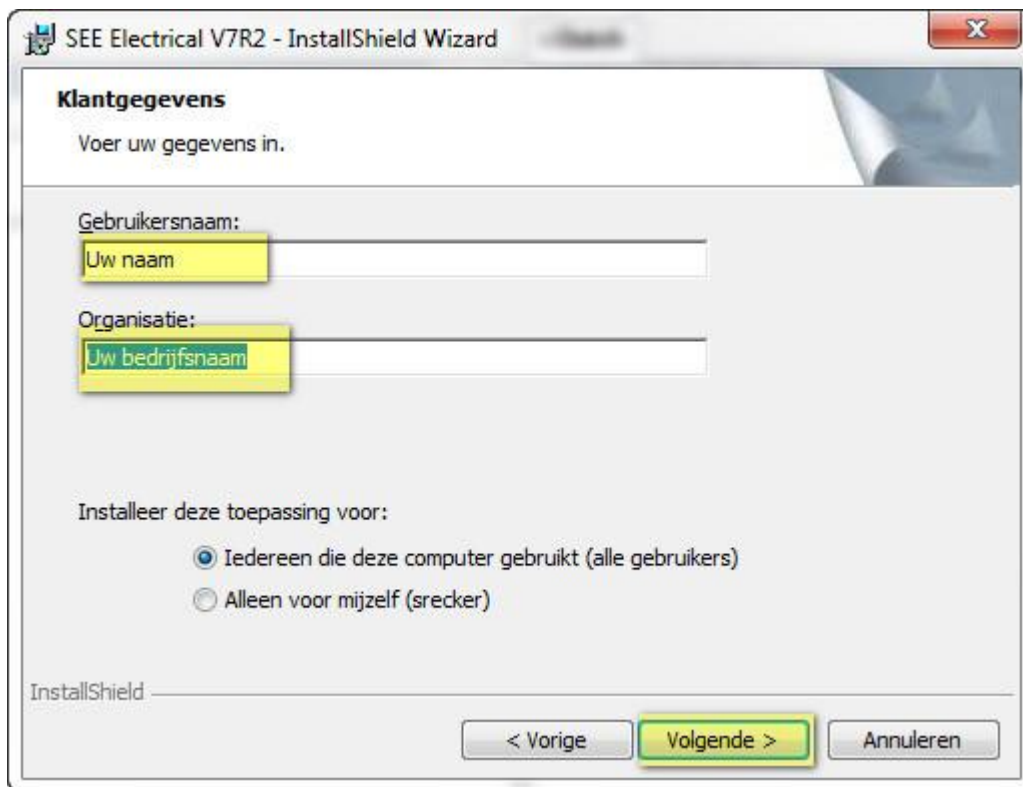 SEE Electrical V7R2 - InstallShield Wizard
Klantgegevens
Voer uw gegevens in.
Gebruikersnaam:
Uw naam
Organisatie:
Uw bedrijfsnaam
Installeer deze toepassing voor:
Iedereen die deze computer gebruikt (alle gebruikers)
Alleen voor mijzelf (srecker)
InstallShield
< Vorige
Volgende >
Annuleren